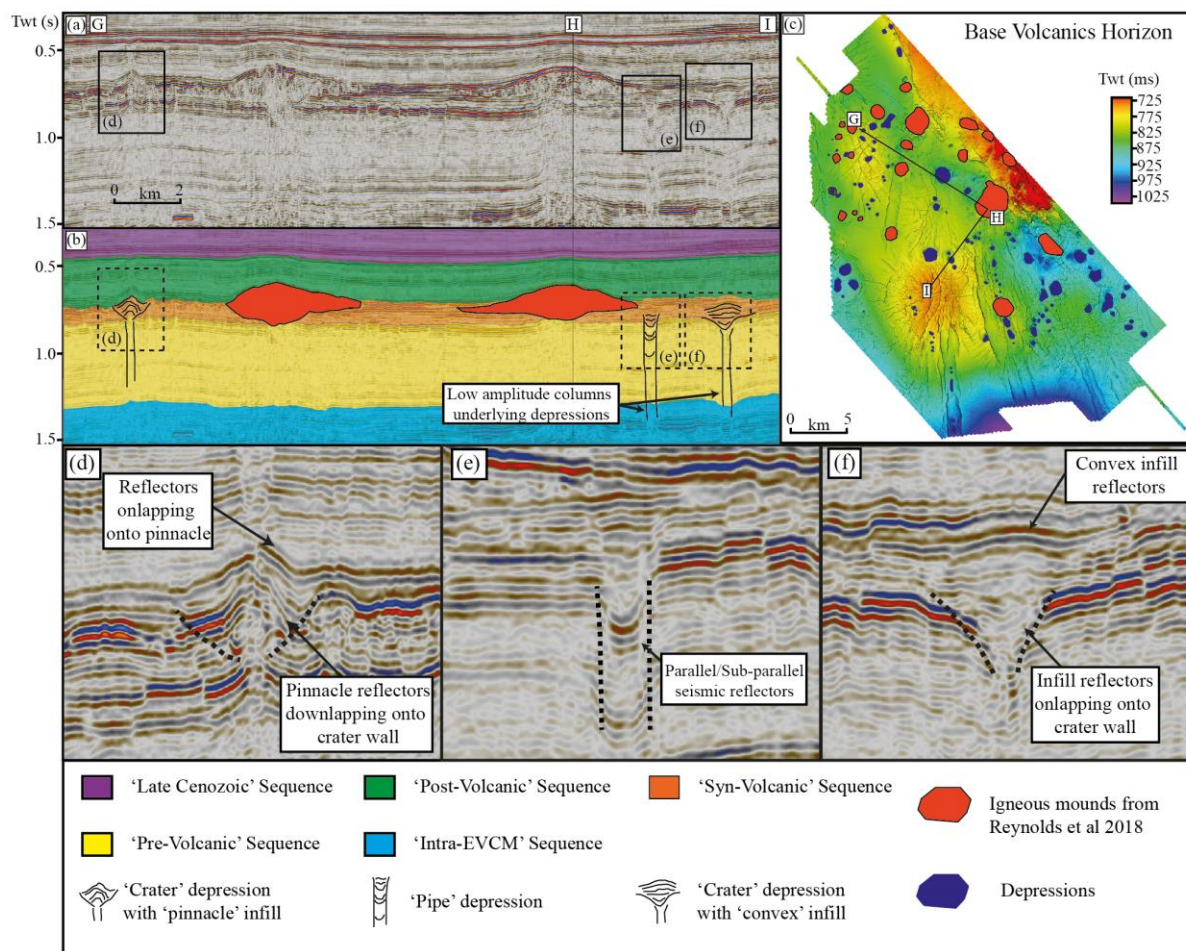 Twt (s)
(a)
G
H
I
0.5
1.0
1.5
(d)
(e)
(f)
0
km
2
(b)
0.5
1.0
1.5
(d)
(e)
(f)
Low amplitude columns
underlying depressions
(c)
Base Volcanics Horizon
Twt (ms)
725
775
825
875
925
975
1025
G
H
I
0
km
5
(d)
Reflectors
onlapping
onto pinnacle
Pinnacle reflectors
downlapping onto
crater wall
(e)
Parallel/Sub-parallel
seismic reflectors
(f)
Convex infill
reflectors
Infill reflectors
onlapping onto
crater wall
‘Late Cenozoic’ Sequence
‘Post-Volcanic’ Sequence
‘Syn-Volcanic’ Sequence
Igneous mounds from
Reynolds et al 2018
‘Pre-Volcanic’ Sequence
‘Intra-EVCM’ Sequence
‘Crater’ depression
with ‘pinnacle’ infill
‘Pipe’ depression
‘Crater’ depression
with ‘convex’ infill
Depressions